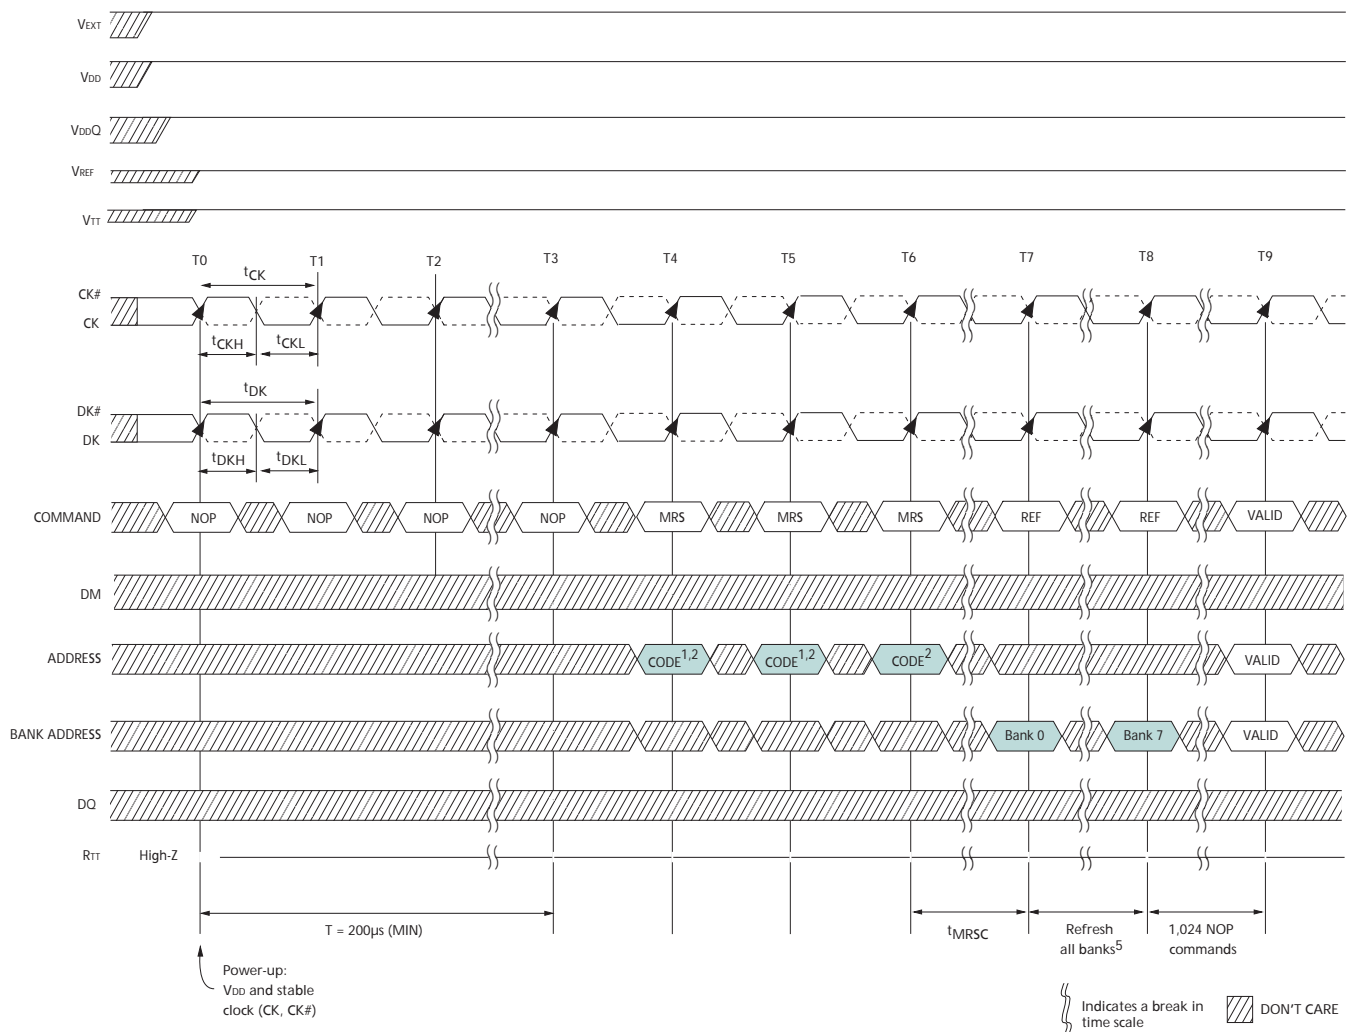 VEXT
VDD
VDDQ
VREF
VTT
T0 T1 T2 T3 T4 T5 T6 T7 T8 T9
tCK
CK#
CK
tCKH tCKL
tDK
DK#
DK
tDKH tDKL
COMMAND NOP NOP NOP NOP MRS MRS MRS REF REF VALID
DM
ADDRESS CODE1,2 CODE1,2 CODE2 VALID
BANK ADDRESS Bank 0 Bank 7 VALID
DQ
RTT High-Z
T = 200µs (MIN) tMRSC Refresh all banks5 1,024 NOP commands
Power-up:
VDD and stable
clock (CK, CK#)
Indicates a break in
time scale
DON'T CARE